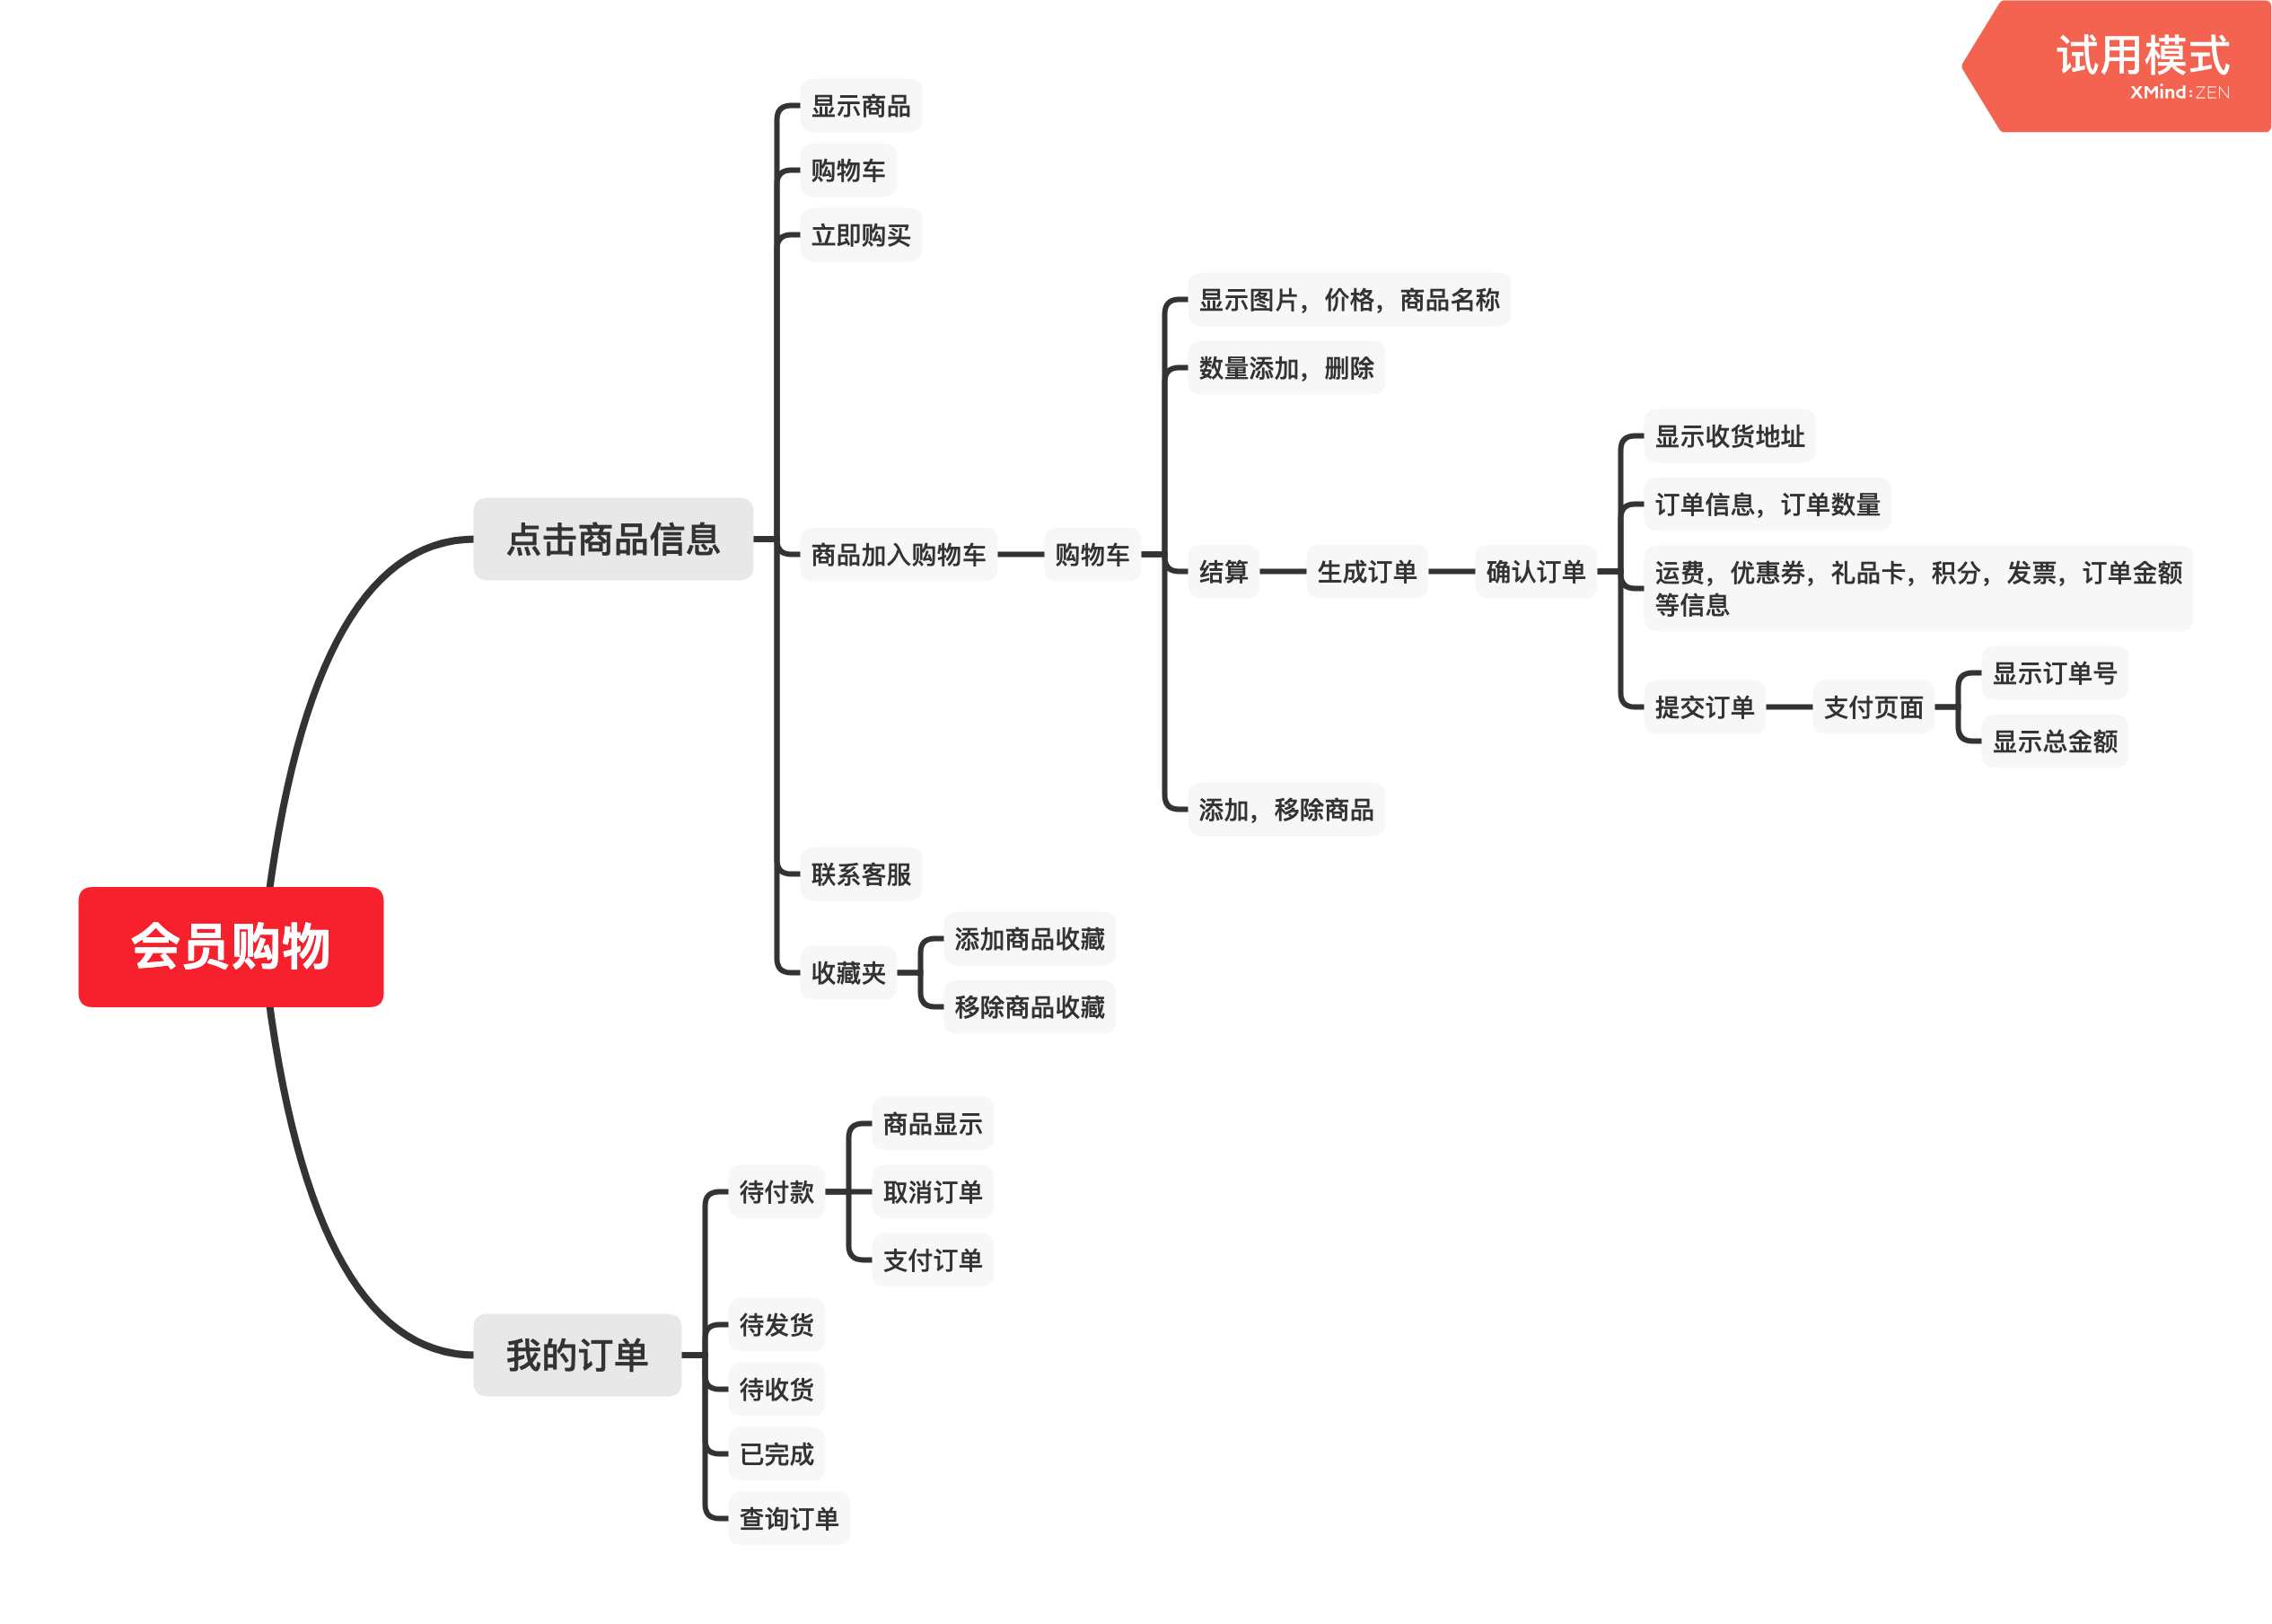 试用模式
XMind:ZEN
会员购物
点击商品信息
显示商品
购物车
立即购买
商品加入购物车
购物车
显示图片，价格，商品名称
数量添加，删除
结算
生成订单
确认订单
显示收货地址
订单信息，订单数量
运费，优惠券，礼品卡，积分，发票，订单金额
等信息
提交订单
支付页面
显示订单号
显示总金额
添加，移除商品
联系客服
收藏夹
添加商品收藏
移除商品收藏
我的订单
待付款
商品显示
取消订单
支付订单
待发货
待收货
已完成
查询订单